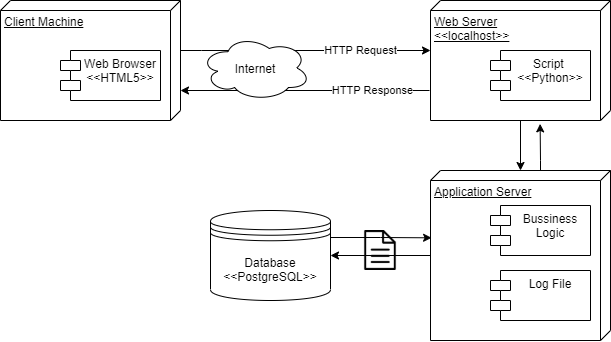 Client Machine
Web Browser
<<HTML5>>
Internet
HTTP Request
HTTP Response
Web Server
<<localhost>>
Script
<<Python>>
Application Server
Bussiness
Logic
Log File
Database
<<PostgreSQL>>